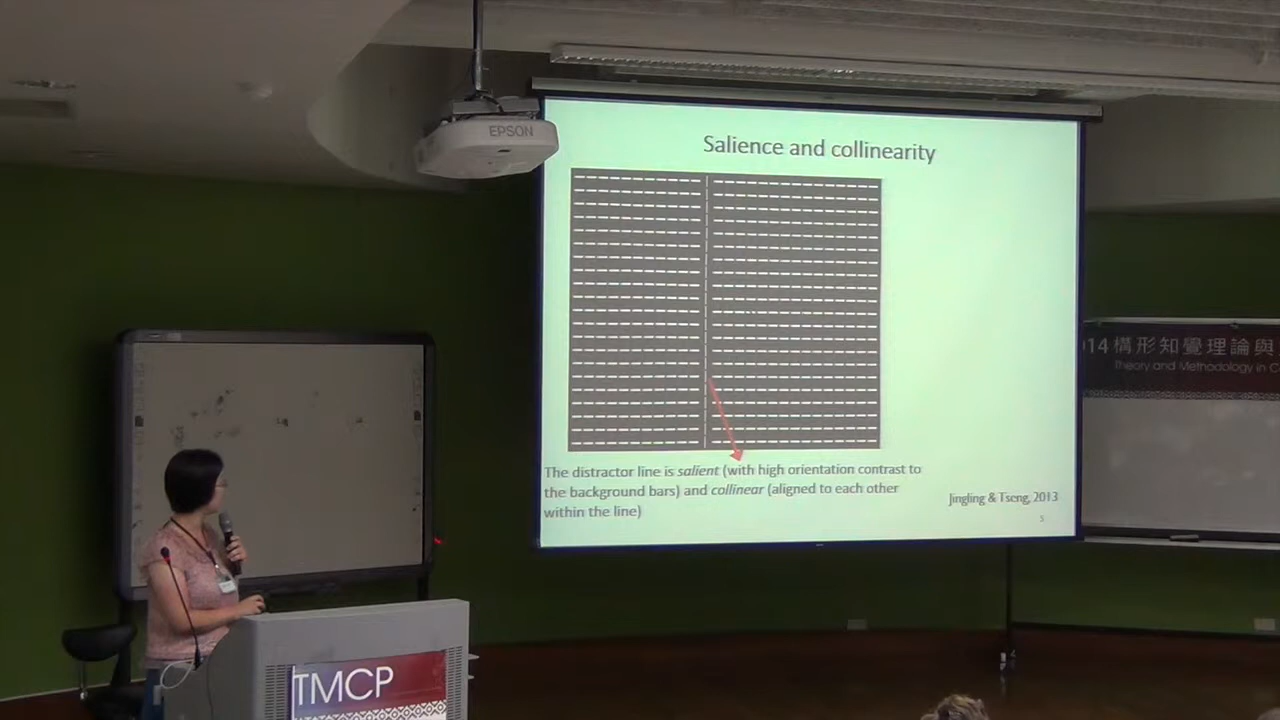 EPSON
Salience and collinearity
The distractor line is salient (with high orientation contrast to
the background bars) and collinear (aligned to each other
within the line)
Jingling & Tseng, 2013
5
14 構形知覺理論與
Theory and Methodology in C
TMCP